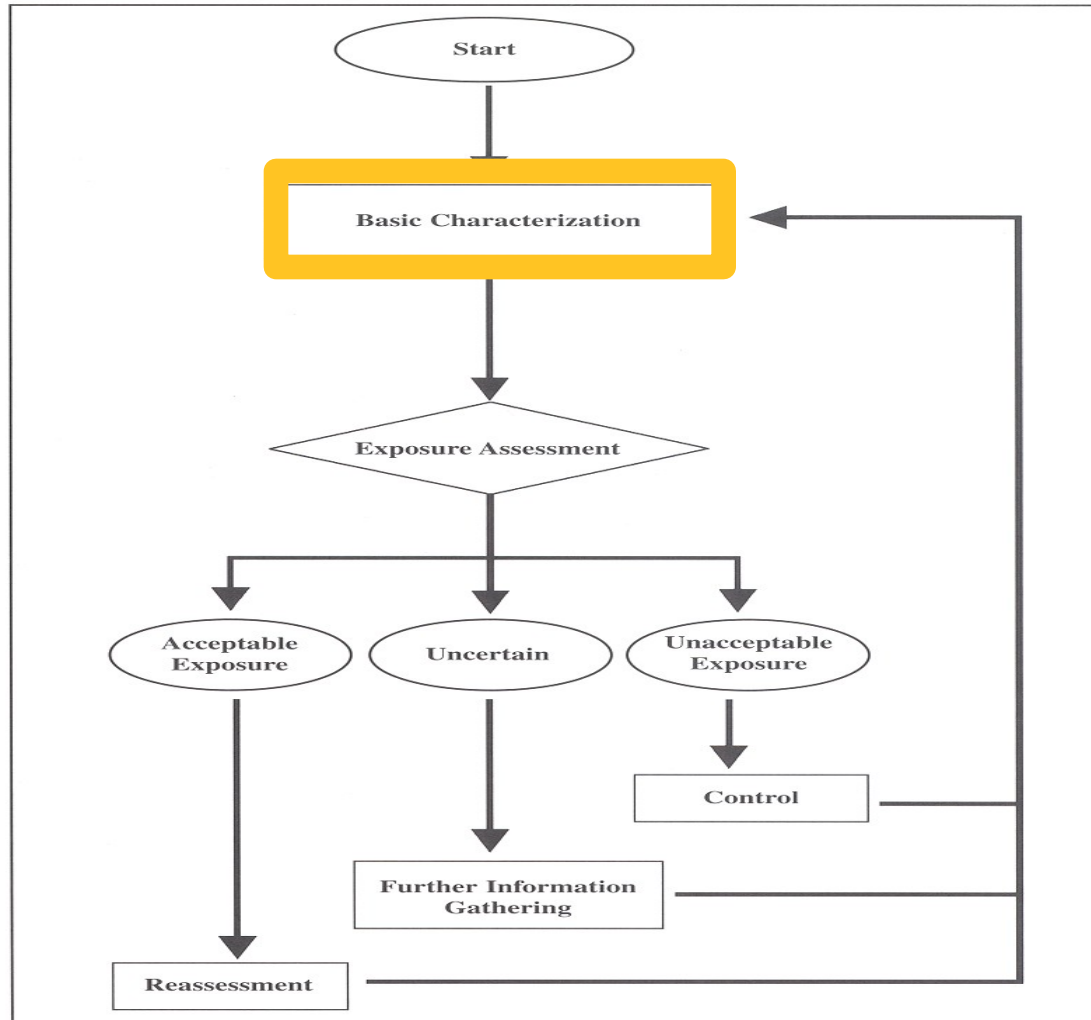 Start
Basic Characterization
Exposure Assessment
Acceptable
Exposure
Uncertain
Unacceptable
Exposure
Control
Further Information
Gathering
Reassessment